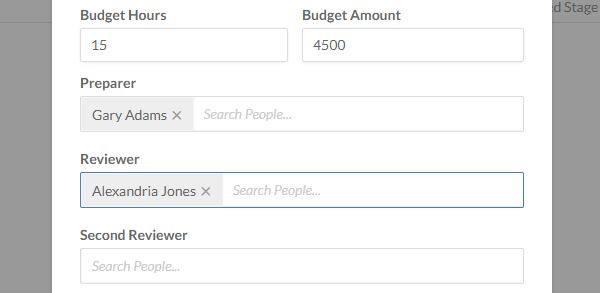 ed Stage
Budget Hours Budget Amount
15 4500
Preparer
Gary Adams × Search People...
Reviewer
Alexandria Jones × Search People...
Second Reviewer
Search People...